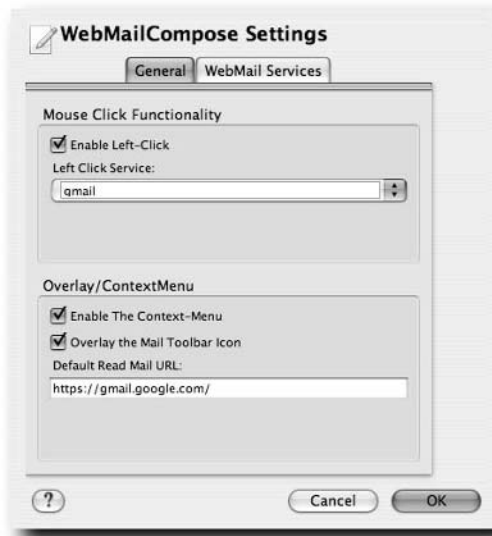 WebMailCompose Settings
General WebMail Services
Mouse Click Functionality
Enable Left-Click
Left Click Service:
gmail
Overlay/ContextMenu
Enable The Context-Menu
Overlay the Mail Toolbar Icon
Default Read Mail URL:
https://gmail.google.com/
? Cancel OK